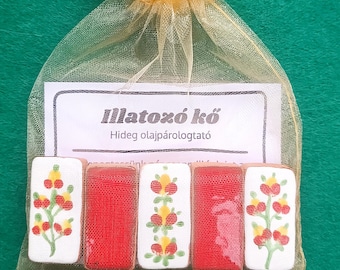 Illatozó kő
Hideg olajpárologtató